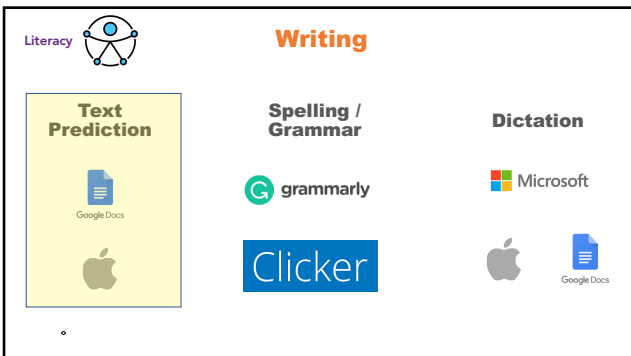 Literacy
Writing
Text
Prediction
Google Docs
Spelling /
Grammar
grammarly
Clicker
Dictation
Microsoft
Google Docs